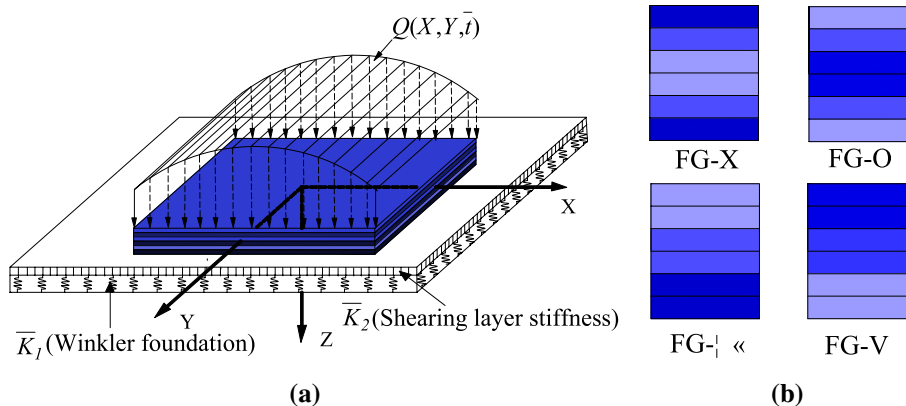 Q(X,Y,t̅)
X
Y
Z
K̅₁(Winkler foundation)
K̅₂(Shearing layer stiffness)
(a)
FG-X
FG-O
FG-¦ «
FG-V
(b)